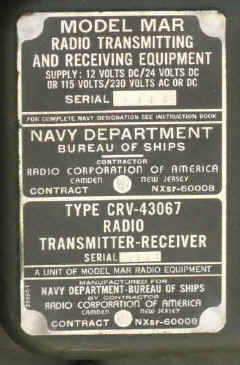 MODEL MAR
RADIO TRANSMITTING
AND RECEIVING EQUIPMENT
SUPPLY: 12 VOLTS DC/24 VOLTS DC
OR 115 VOLTS/230 VOLTS AC OR DC
SERIAL
FOR COMPLETE NAVY DESIGNATION SEE INSTRUCTION BOOK
NAVY DEPARTMENT
BUREAU OF SHIPS
CONTRACTOR
RADIO CORPORATION OF AMERICA
CAMDEN NEW JERSEY
CONTRACT NXsr-60008
TYPE CRV-43067
RADIO
TRANSMITTER-RECEIVER
SERIAL
A UNIT OF MODEL MAR RADIO EQUIPMENT
MANUFACTURED FOR
NAVY DEPARTMENT-BUREAU OF SHIPS
BY CONTRACTOR
RADIO CORPORATION OF AMERICA
CAMDEN NEW JERSEY
CONTRACT NXsr-60008